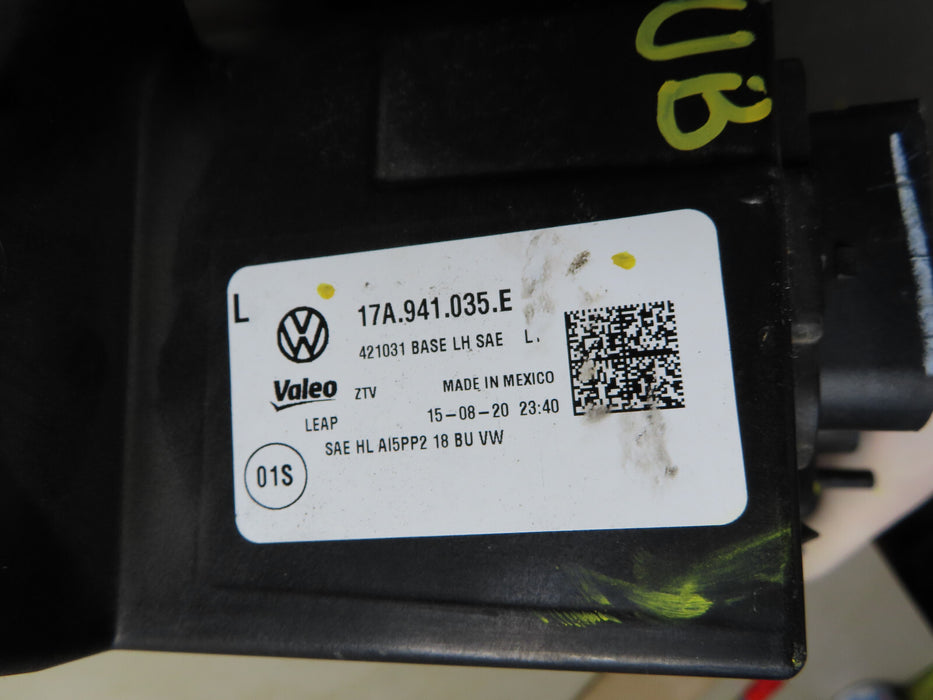 UB
L
17A.941.035.E
421031 BASE LH SAE L.
Valeo ZTV MADE IN MEXICO
LEAP 15-08-20 23:40
SAE HL AI5PP2 18 BU VW
01S